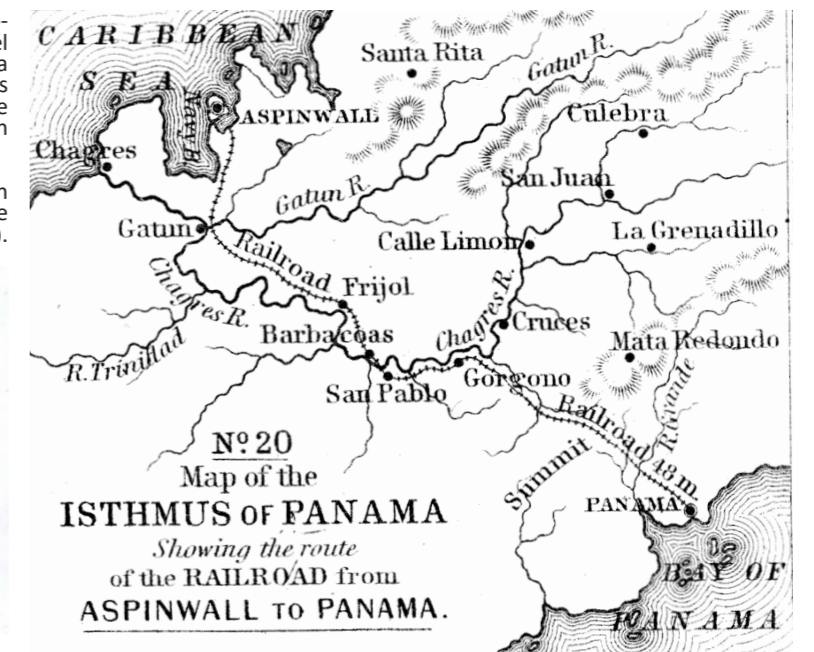 CARIBBEAN
SEA
Santa Rita
Gatun R.
Navy B.
ASPINWALL
Culebra
Chagres
San Juan
Gatun R.
Gatun
Calle Limon
La Grenadillo
Railroad
Chagres R.
Frijol
Chagres R.
Barbacoas
Cruces
Mata Redondo
R. Trinidad
San Pablo
Gorgono
R. Grande
Railroad 48 m.
Summit
PANAMA
BAY OF
PANAMA
No. 20
Map of the
ISTHMUS OF PANAMA
Showing the route
of the RAILROAD from
ASPINWALL TO PANAMA.